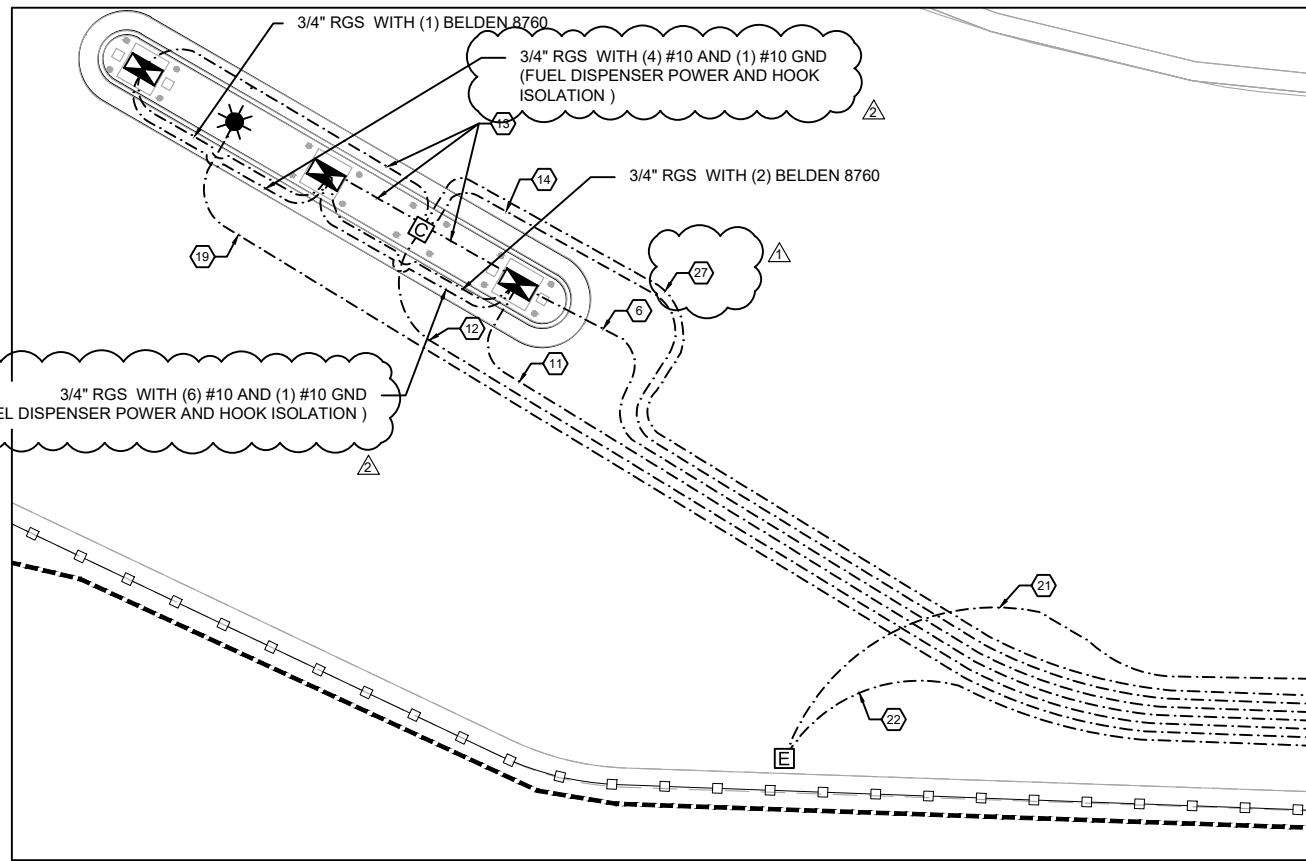 3/4" RGS WITH (1) BELDEN 8760
3/4" RGS WITH (4) #10 AND (1) #10 GND
(FUEL DISPENSER POWER AND HOOK
ISOLATION )
2
13
14
3/4" RGS WITH (2) BELDEN 8760
C
19
1
27
6
12
11
3/4" RGS WITH (6) #10 AND (1) #10 GND
EL DISPENSER POWER AND HOOK ISOLATION )
2
21
22
E